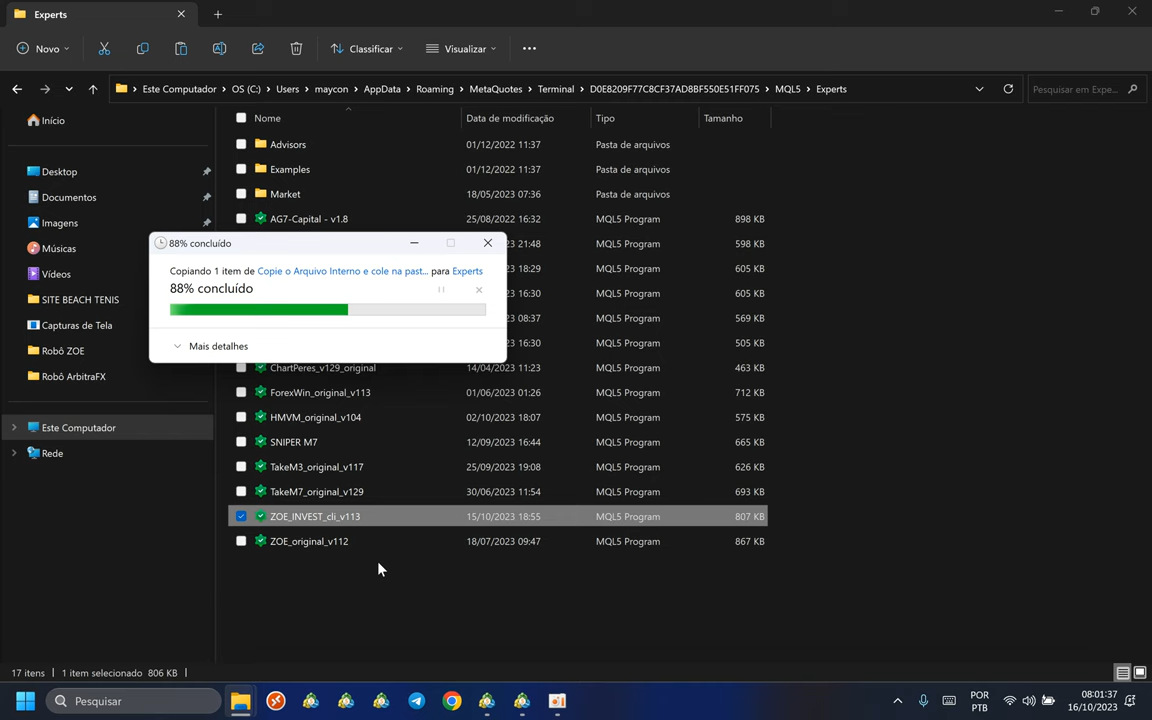 Experts
Novo
Classificar
Visualizar
Este Computador > OS (C:) > Users > maycon > AppData > Roaming > MetaQuotes > Terminal > D0E8209F77C8CF37AD8BF550E51FF075 > MQL5 > Experts
Pesquisar em Expe...
Nome Data de modificação Tipo Tamanho
Início
Desktop
Documentos
Imagens
Músicas
Vídeos
SITE BEACH TENIS
Capturas de Tela
Robô ZOE
Robô ArbitraFX
Este Computador
Rede
Advisors 01/12/2022 11:37 Pasta de arquivos
Examples 01/12/2022 11:37 Pasta de arquivos
Market 18/05/2023 07:36 Pasta de arquivos
AG7-Capital - v1.8 25/08/2022 16:32 MQL5 Program 898 KB
23 21:48 MQL5 Program 598 KB
23 18:29 MQL5 Program 605 KB
23 16:30 MQL5 Program 605 KB
23 08:37 MQL5 Program 569 KB
23 16:30 MQL5 Program 505 KB
ChartPeres_v129_original 14/04/2023 11:23 MQL5 Program 463 KB
ForexWin_original_v113 01/06/2023 01:26 MQL5 Program 712 KB
HMVM_original_v104 02/10/2023 18:07 MQL5 Program 575 KB
SNIPER M7 12/09/2023 16:44 MQL5 Program 665 KB
TakeM3_original_v117 25/09/2023 19:08 MQL5 Program 626 KB
TakeM7_original_v129 30/06/2023 11:54 MQL5 Program 693 KB
ZOE_INVEST_cli_v113 15/10/2023 18:55 MQL5 Program 807 KB
ZOE_original_v112 18/07/2023 09:47 MQL5 Program 867 KB
88% concluído
Copiando 1 item de Copie o Arquivo Interno e cole na past... para Experts
88% concluído
Mais detalhes
17 itens 1 item selecionado 806 KB
Pesquisar
POR
PTB
08:01:37
16/10/2023